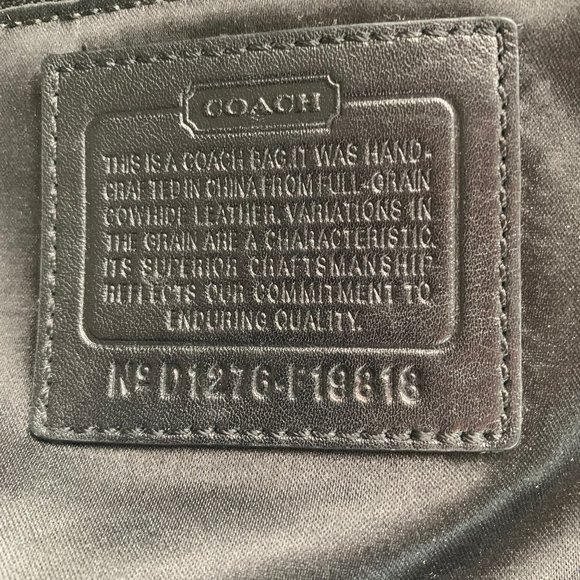 COACH
THIS IS A COACH BAG. IT WAS HAND-
CRAFTED IN CHINA FROM FULL-GRAIN
COWHIDE LEATHER. VARIATIONS IN
THE GRAIN ARE A CHARACTERISTIC.
ITS SUPERIOR CRAFTSMANSHIP
REFLECTS OUR COMMITMENT TO
ENDURING QUALITY.
Nº D1276-F19818